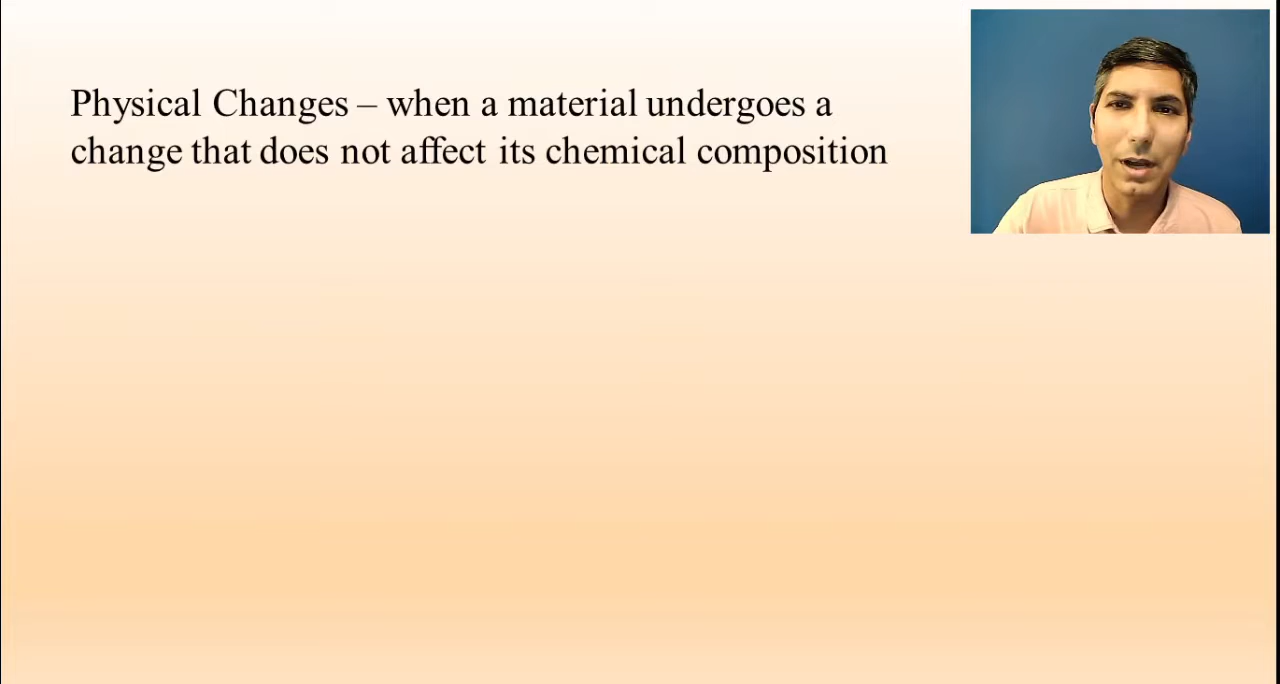 Physical Changes – when a material undergoes a
change that does not affect its chemical composition